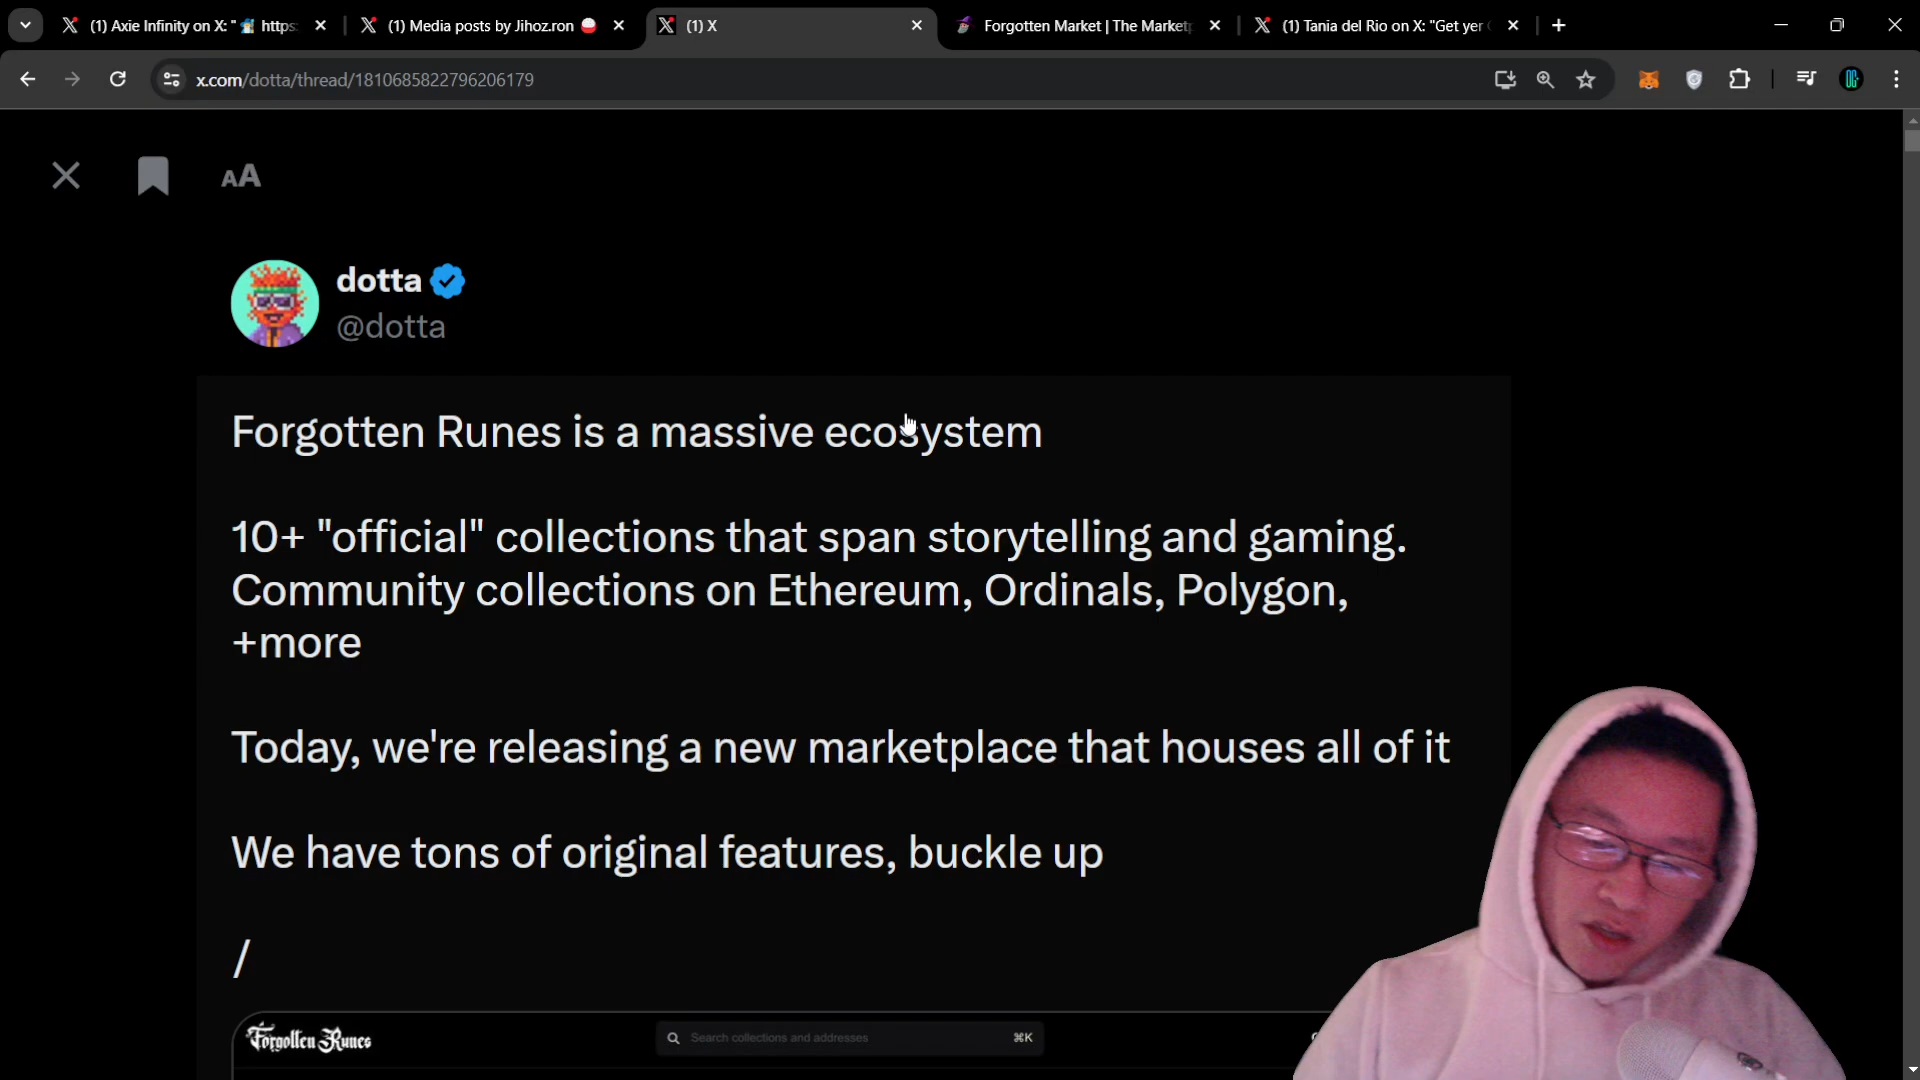 (1) Axie Infinity on X: " https:
(1) Media posts by Jihoz.ron
(1) X
Forgotten Market | The Market
(1) Tania del Rio on X: "Get yer
x.com/dotta/thread/1810685822796206179
AA
dotta
@dotta
Forgotten Runes is a massive ecosystem
10+ "official" collections that span storytelling and gaming.
Community collections on Ethereum, Ordinals, Polygon,
+more
Today, we're releasing a new marketplace that houses all of it
We have tons of original features, buckle up
/
Forgotten Runes
Search collections and addresses
⌘K